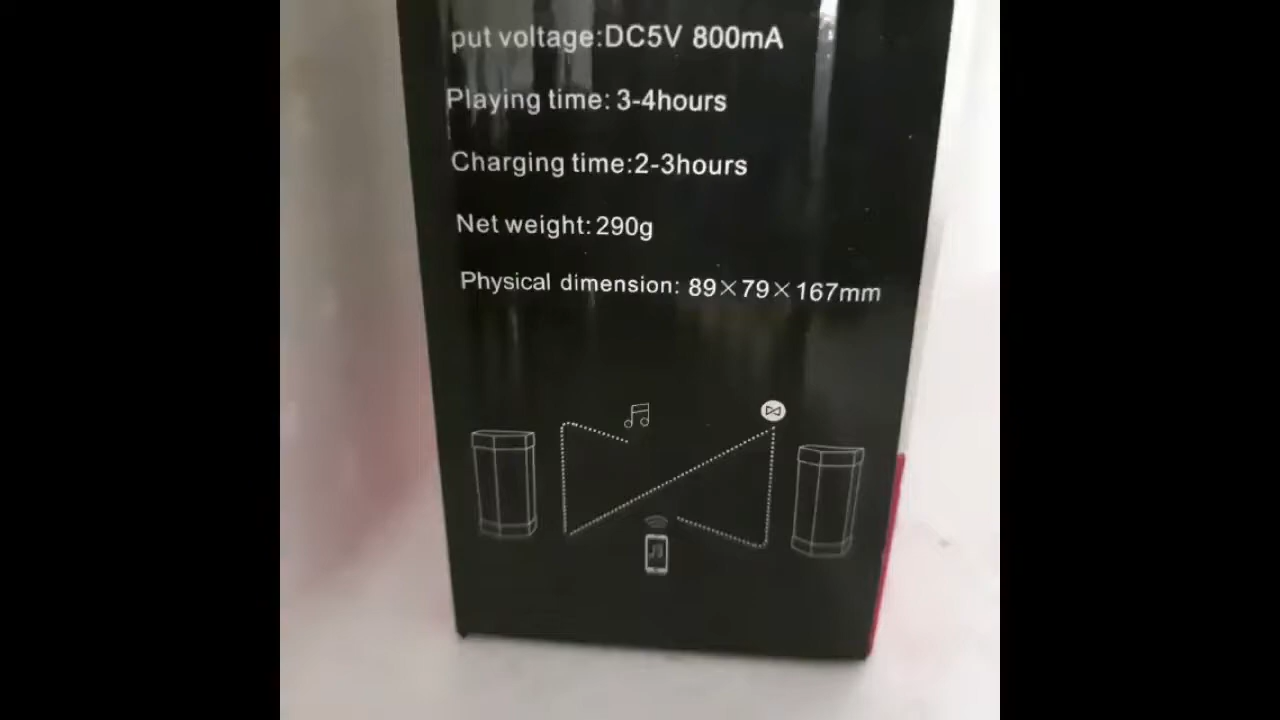 put voltage:DC5V 800mA
Playing time: 3-4hours
Charging time:2-3hours
Net weight: 290g
Physical dimension: 89×79×167mm